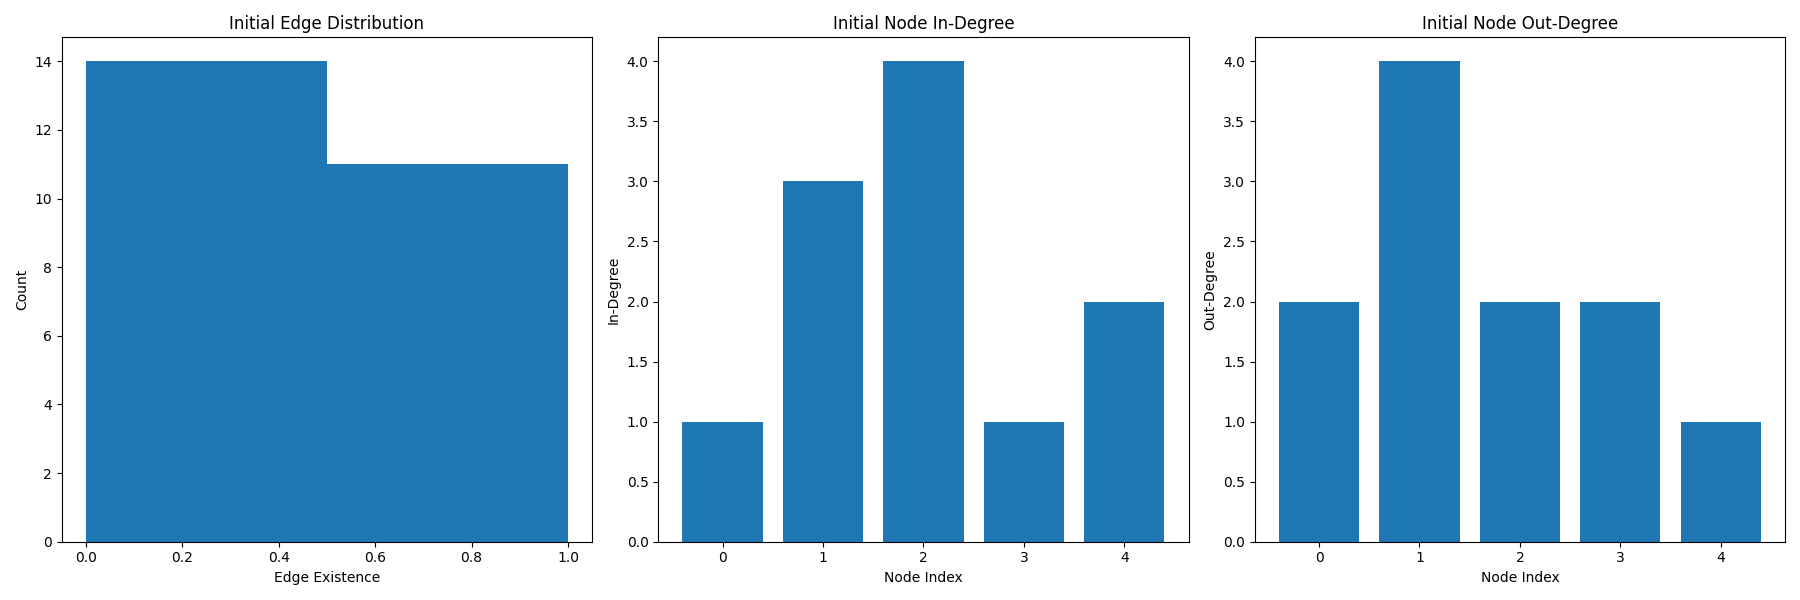 Initial Edge Distribution
14
12
10
8
6
4
2
0
0.0 0.2 0.4 0.6 0.8 1.0
Count
Edge Existence
Initial Node In-Degree
4.0
3.5
3.0
2.5
2.0
1.5
1.0
0.5
0.0
0 1 2 3 4
In-Degree
Node Index
Initial Node Out-Degree
4.0
3.5
3.0
2.5
2.0
1.5
1.0
0.5
0.0
0 1 2 3 4
Out-Degree
Node Index